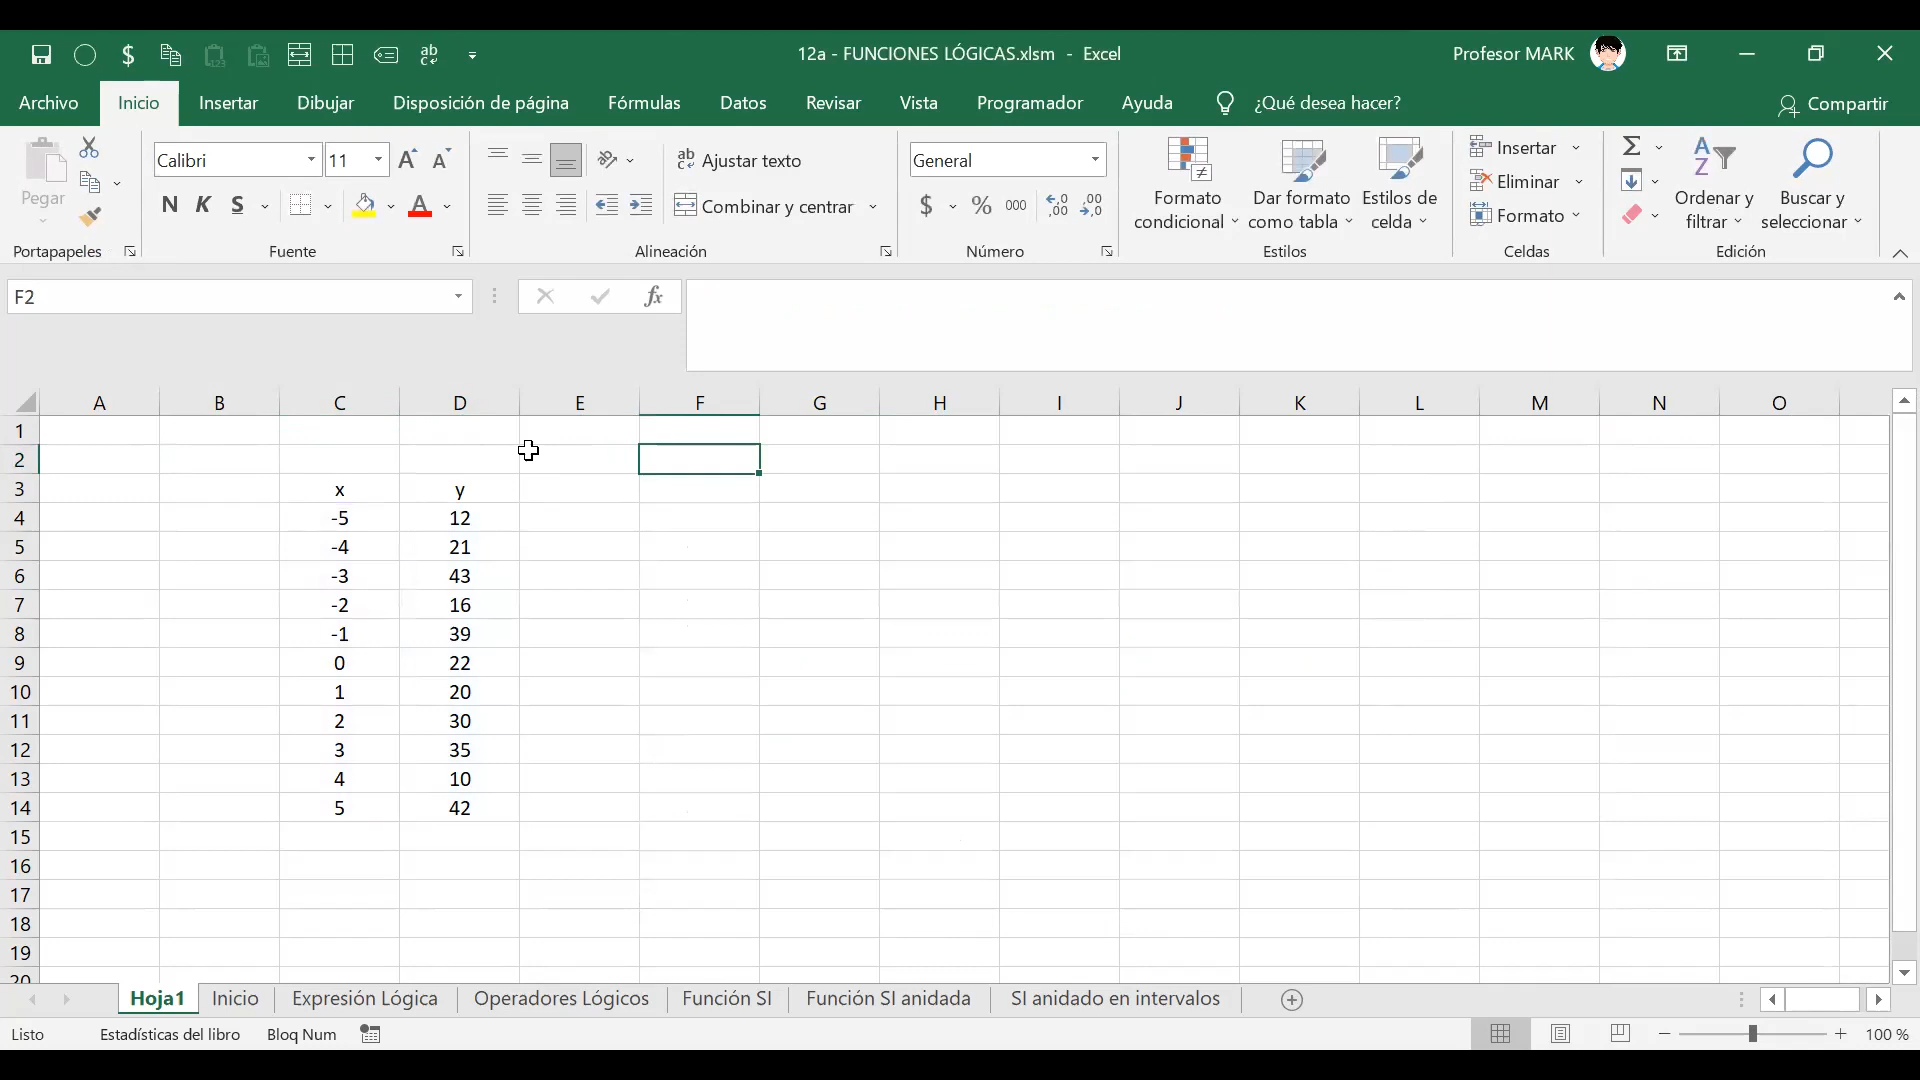 12a - FUNCIONES LÓGICAS.xlsm - Excel
Profesor MARK
Archivo Inicio Insertar Dibujar Disposición de página Fórmulas Datos Revisar Vista Programador Ayuda ¿Qué desea hacer? Compartir
Pegar
Portapapeles
Calibri 11
N K S
Fuente
Ajustar texto
Combinar y centrar
Alineación
General
$ % 000
Número
Formato condicional
Dar formato como tabla
Estilos de celda
Estilos
Insertar
Eliminar
Formato
Celdas
Ordenar y filtrar
Buscar y seleccionar
Edición
F2 fx
A B C D E F G H I J K L M N O
1
2
3 x y
4 -5 12
5 -4 21
6 -3 43
7 -2 16
8 -1 39
9 0 22
10 1 20
11 2 30
12 3 35
13 4 10
14 5 42
15
16
17
18
19
20
Hoja1 Inicio Expresión Lógica Operadores Lógicos Función SI Función SI anidada SI anidado en intervalos
Listo Estadísticas del libro Bloq Num 100 %